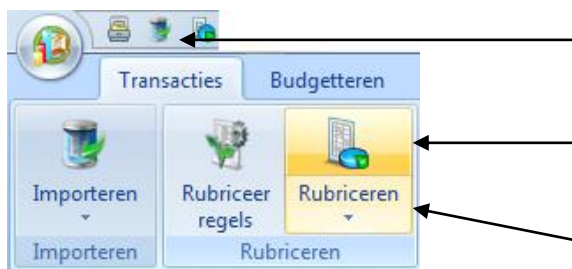 Transacties Budgetteren
Importeren Rubriceer Rubriceren
regels
Importeren Rubriceren